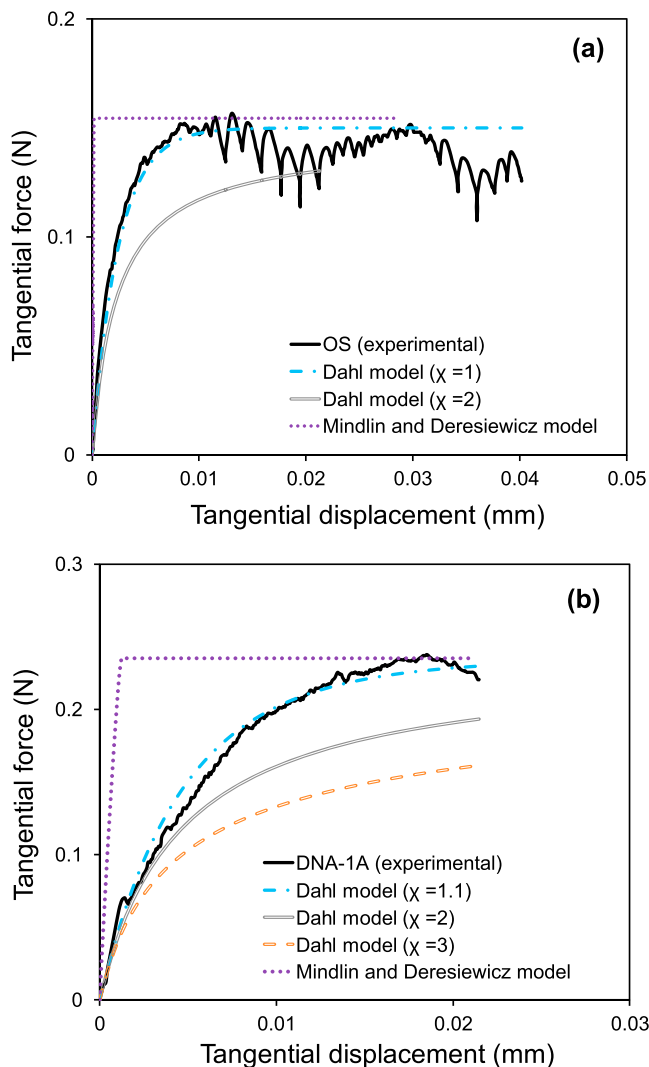 (a)
0.2
0.1
0
Tangential force (N)
OS (experimental)
Dahl model (χ =1)
Dahl model (χ =2)
Mindlin and Deresiewicz model
0 0.01 0.02 0.03 0.04 0.05
Tangential displacement (mm)
(b)
0.3
0.2
0.1
0
Tangential force (N)
DNA-1A (experimental)
Dahl model (χ =1.1)
Dahl model (χ =2)
Dahl model (χ =3)
Mindlin and Deresiewicz model
0 0.01 0.02 0.03
Tangential displacement (mm)